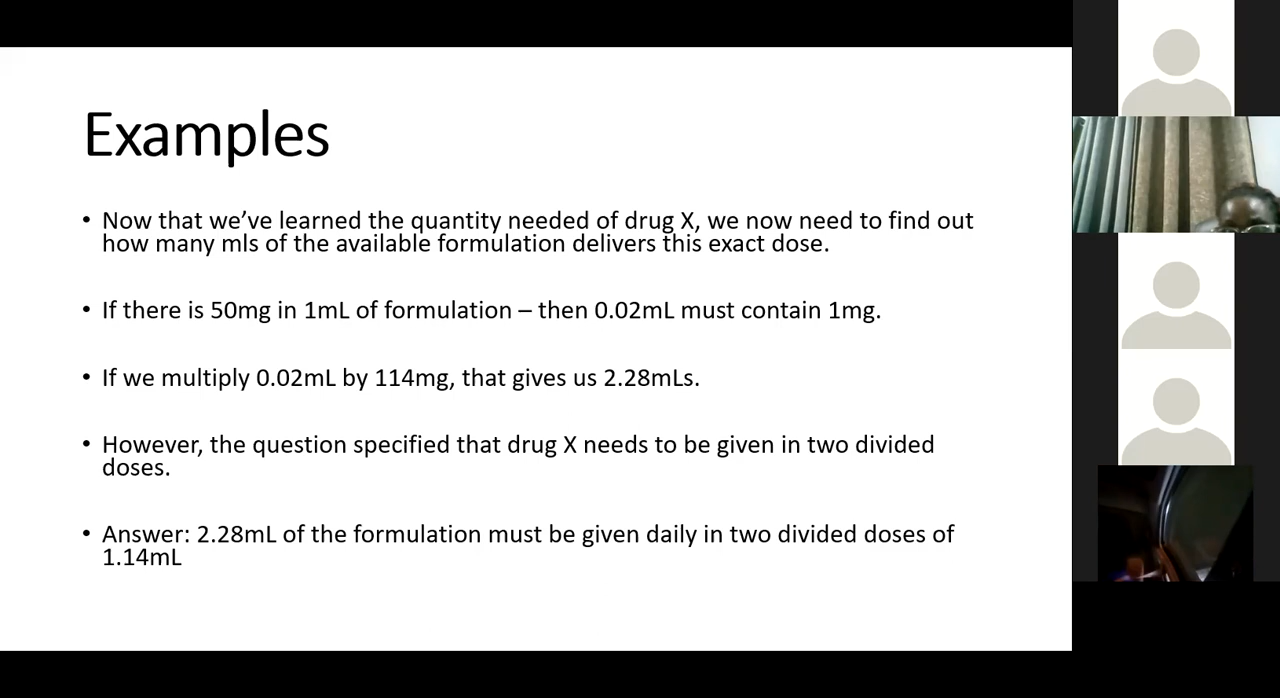 Examples
• Now that we’ve learned the quantity needed of drug X, we now need to find out
how many mls of the available formulation delivers this exact dose.
• If there is 50mg in 1mL of formulation – then 0.02mL must contain 1mg.
• If we multiply 0.02mL by 114mg, that gives us 2.28mLs.
• However, the question specified that drug X needs to be given in two divided
doses.
• Answer: 2.28mL of the formulation must be given daily in two divided doses of
1.14mL